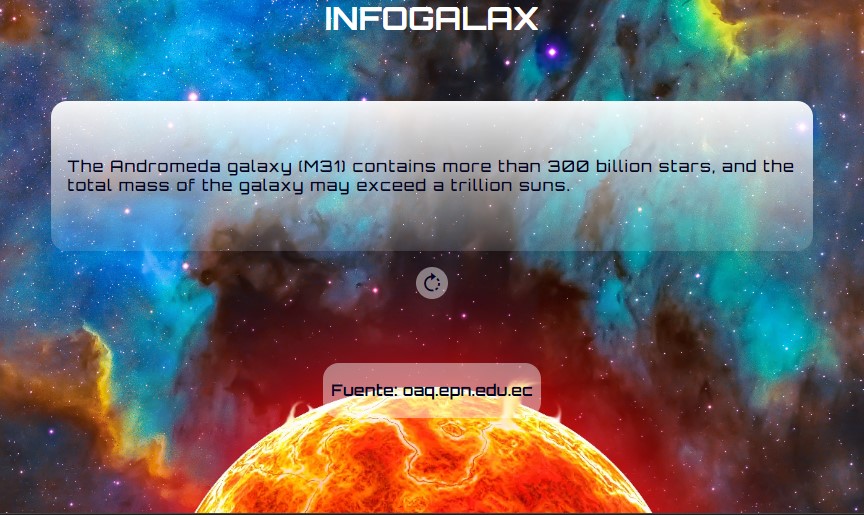 INFOGALAX
The Andromeda galaxy (M31) contains more than 300 billion stars, and the
total mass of the galaxy may exceed a trillion suns.
Fuente: oaq.epn.edu.ec